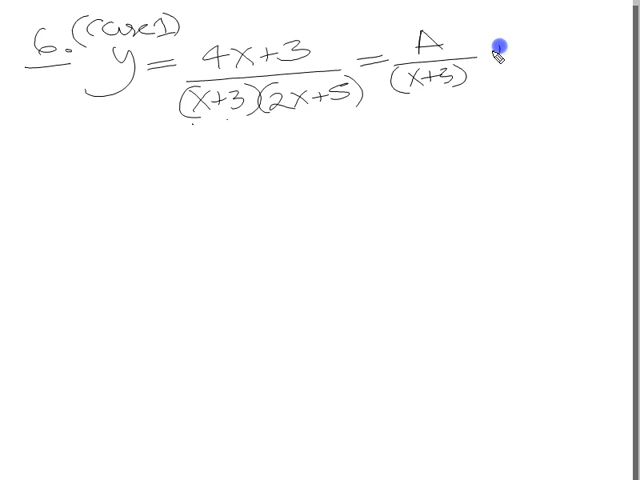 6. (Case 1) y = (4x+3)/((x+3)(2x+5)) = A/(x+3)